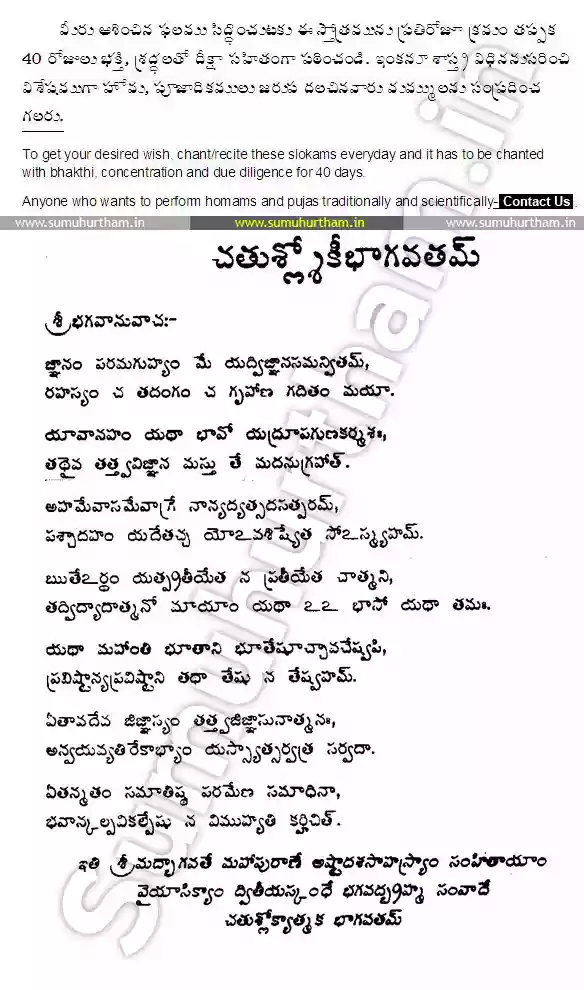 మీరు ఆశించిన ఫలము సిద్ధించుటకు ఈ స్తోత్రమును ప్రతిరోజూ క్రమం తప్పక
40 రోజులు భక్తి, శ్రద్ధలతో దీక్షా సహితంగా పఠించండి. ఇంకనూ శాస్త్ర విధిననుసరించి
విశేషముగా హోమ, పూజాదికములు జరుప దలచినవారు మమ్ములను సంప్రదించ
గలరు.
To get your desired wish, chant/recite these slokams everyday and it has to be chanted
with bhakthi, concentration and due diligence for 40 days.
Anyone who wants to perform homams and pujas traditionally and scientifically- Contact Us .
www.sumuhurtham.in www.sumuhurtham.in www.sumuhurtham.in
చతుశ్శ్లోకీభాగవతమ్
శ్రీభగవానువాచః-
జ్ఞానం పరమగుహ్యం మే యద్విజ్ఞానసమన్వితమ్,
రహస్యం చ తదంగం చ గృహాణ గదితం మయా.
యావానహం యథా భావో యద్రూపగుణకర్మశః,
తథైవ తత్త్వవిజ్ఞాన మస్తు తే మదనుగ్రహాత్.
అహమేవాసమేవాగ్రే నాన్యద్యత్సదసత్పరమ్,
పశ్చాదహం యదేతచ్చ యోఽవశిష్యేత సోఽస్మ్యహమ్.
ఋతేఽర్థం యత్ప్రతీయేత న ప్రతీయేత చాత్మని,
తద్విద్యాదాత్మనో మాయాం యథా ఽఽ భాసో యథా తమః.
యథా మహాంతి భూతాని భూతేషూచ్చావచేష్వపి,
ప్రవిష్టాన్యప్రవిష్టాని తథా తేషు న తేష్వహమ్.
ఏతావదేవ జిజ్ఞాస్యం తత్త్వజిజ్ఞాసునాత్మనః,
అన్వయవ్యతిరేకాభ్యాం యస్స్యాత్సర్వత్ర సర్వదా.
ఏతన్మతం సమాతిష్ఠ పరమేణ సమాధినా,
భవాన్కల్పవికల్పేషు న విముహ్యతి కర్హిచిత్.
ఇతి శ్రీమద్భాగవతే మహాపురాణే అష్టాదశసాహస్ర్యాం సంహితాయాం
వైయాసిక్యాం ద్వితీయస్కంధే భగవద్బ్రహ్మ సంవాదే
చతుశ్లోక్యాత్మక భాగవతమ్
Sumuhurtham.in